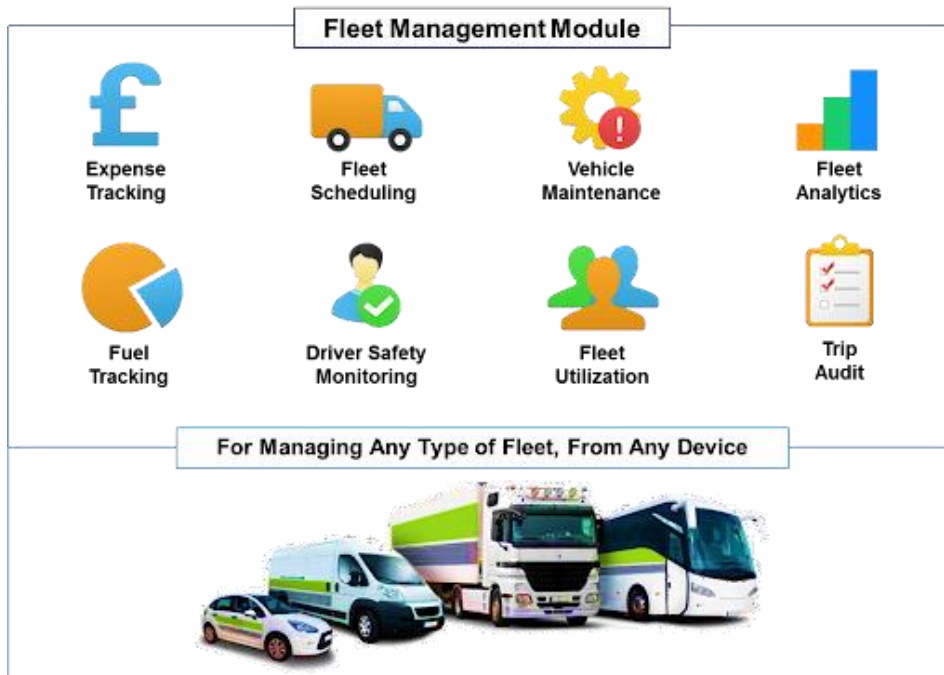 Fleet Management Module
Expense
Tracking
Fleet
Scheduling
Vehicle
Maintenance
Fleet
Analytics
Fuel
Tracking
Driver Safety
Monitoring
Fleet
Utilization
Trip
Audit
For Managing Any Type of Fleet, From Any Device